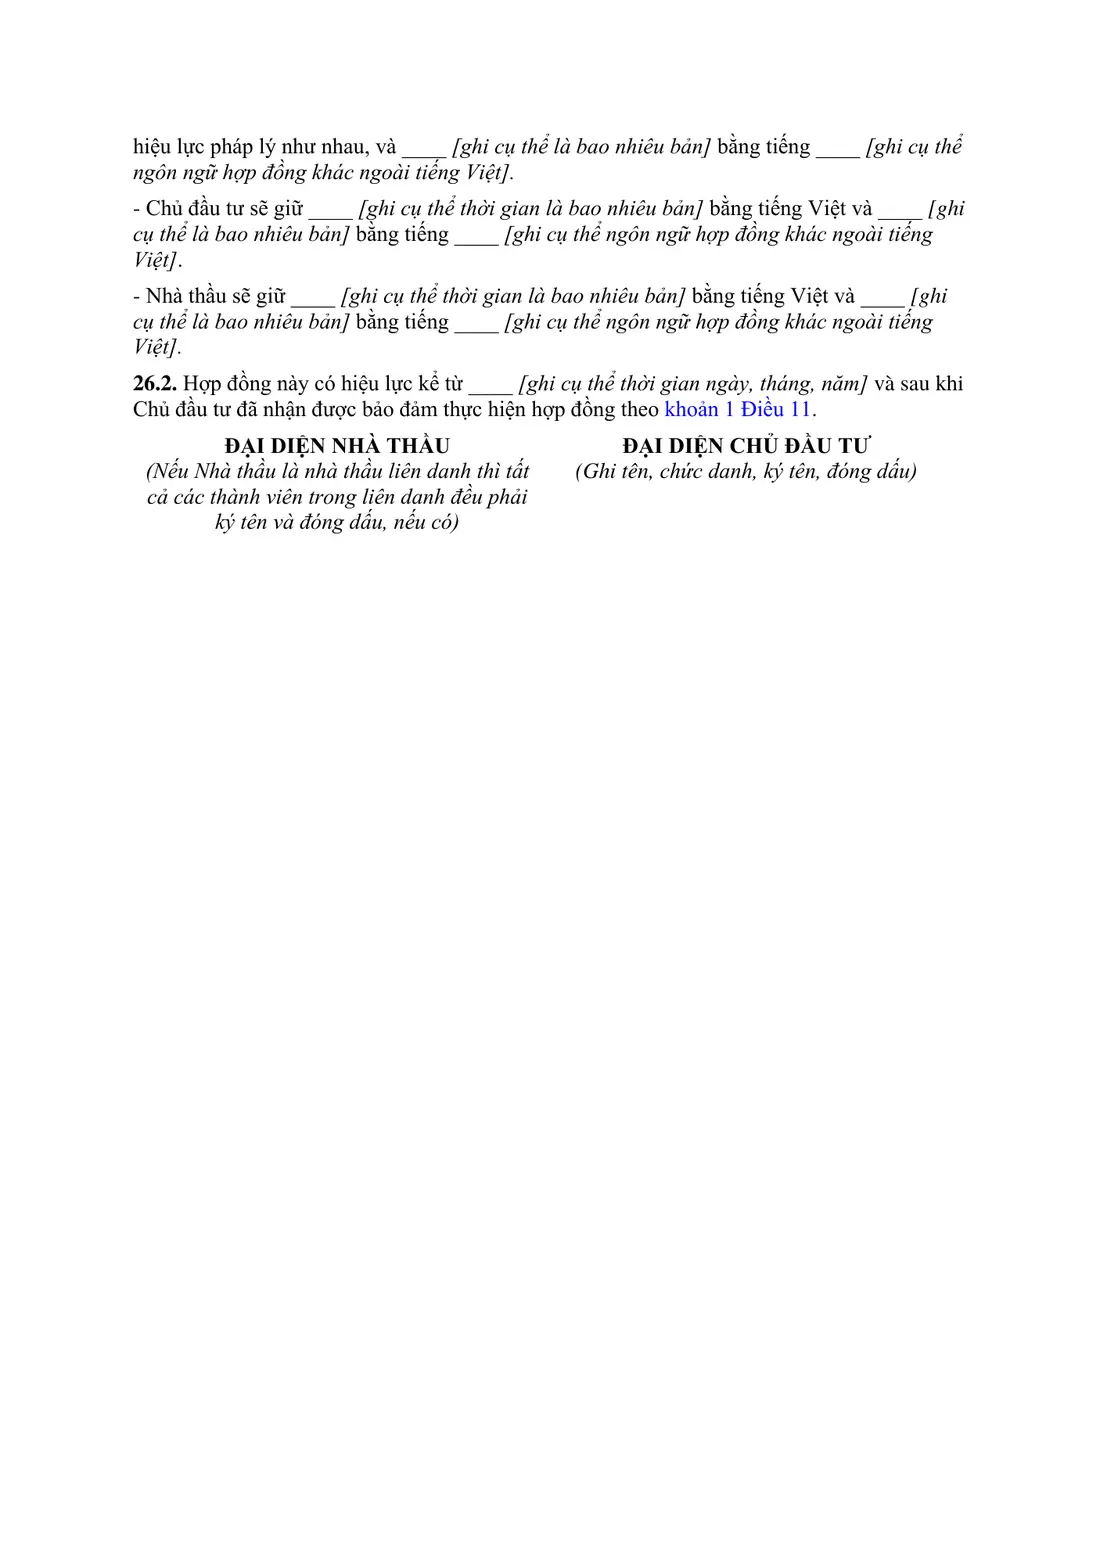 hiệu lực pháp lý như nhau, và ____ [ghi cụ thể là bao nhiêu bản] bằng tiếng ____ [ghi cụ thể
ngôn ngữ hợp đồng khác ngoài tiếng Việt].
- Chủ đầu tư sẽ giữ ____ [ghi cụ thể thời gian là bao nhiêu bản] bằng tiếng Việt và ____ [ghi
cụ thể là bao nhiêu bản] bằng tiếng ____ [ghi cụ thể ngôn ngữ hợp đồng khác ngoài tiếng
Việt].
- Nhà thầu sẽ giữ ____ [ghi cụ thể thời gian là bao nhiêu bản] bằng tiếng Việt và ____ [ghi
cụ thể là bao nhiêu bản] bằng tiếng ____ [ghi cụ thể ngôn ngữ hợp đồng khác ngoài tiếng
Việt].
26.2. Hợp đồng này có hiệu lực kể từ ____ [ghi cụ thể thời gian ngày, tháng, năm] và sau khi
Chủ đầu tư đã nhận được bảo đảm thực hiện hợp đồng theo khoản 1 Điều 11.
ĐẠI DIỆN NHÀ THẦU
(Nếu Nhà thầu là nhà thầu liên danh thì tất
cả các thành viên trong liên danh đều phải
ký tên và đóng dấu, nếu có)
ĐẠI DIỆN CHỦ ĐẦU TƯ
(Ghi tên, chức danh, ký tên, đóng dấu)